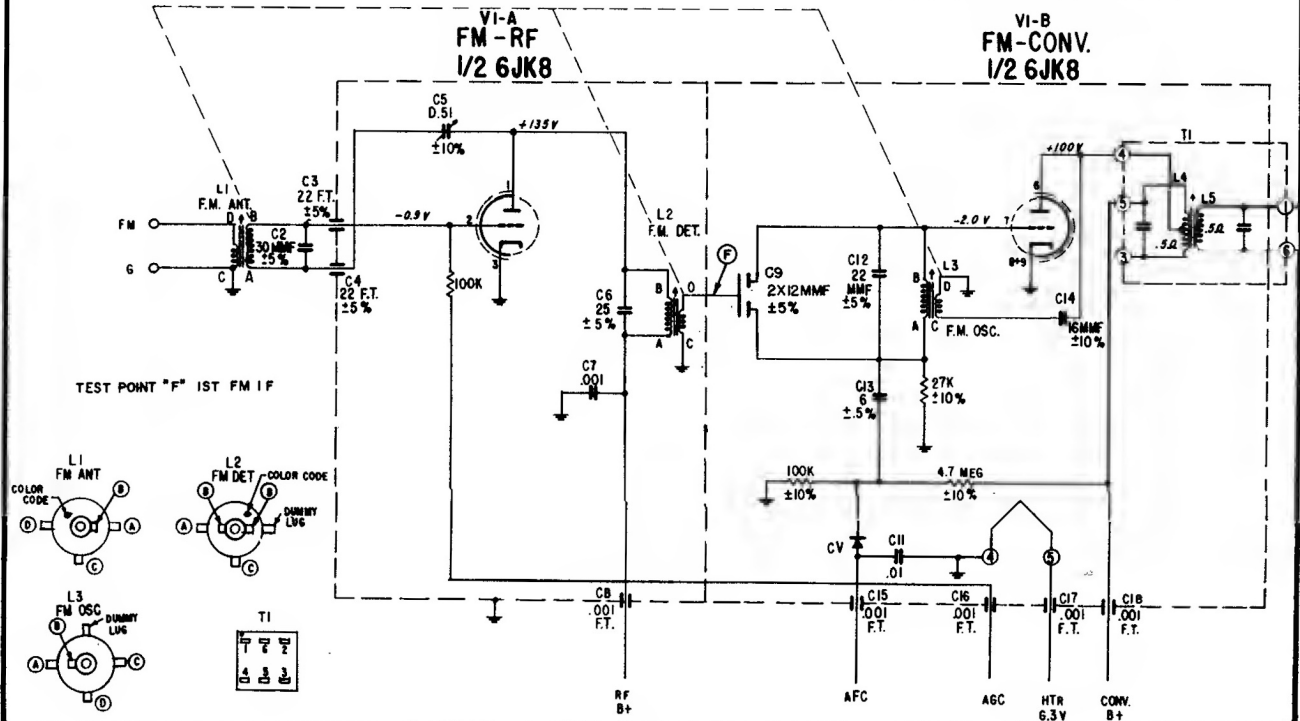 V1-A
FM-RF
1/2 6JK8
V1-B
FM-CONV.
1/2 6JK8
C5
D.51
±10%
+135V
1
+100V
6
T1
4
L4
L5
5
1
.5Ω
.5Ω
3
6
L1
F.M. ANT.
C3
22 F.T.
±5%
FM
D
B
-0.9V
2
C2
30MMF
±5%
G
C
A
3
C4
22 F.T.
±5%
100K
L2
F.M. DET.
F
B
O
C6
25
±5%
A
C
C7
.001
C9
2X12MMF
±5%
C12
22
MMF
±5%
-2.0V
7
8+9
B
L3
D
A
C
F.M. OSC.
C14
16MMF
±10%
C13
6
±.5%
27K
±10%
100K
±10%
4.7 MEG
±10%
CV
C11
.01
4
5
TEST POINT "F" 1ST FM IF
L1
FM ANT
COLOR
CODE
B
D
A
C
L2
FM DET
COLOR CODE
B
B
DUMMY
LUG
A
C
L3
FM OSC
DUMMY
LUG
B
A
C
D
T1
1 6 2
4 5 3
C8
.001
F.T.
C15
.001
F.T.
C16
.001
F.T.
C17
.001
F.T.
C18
.001
F.T.
RF
B+
AFC
AGC
HTR
6.3V
CONV.
B+